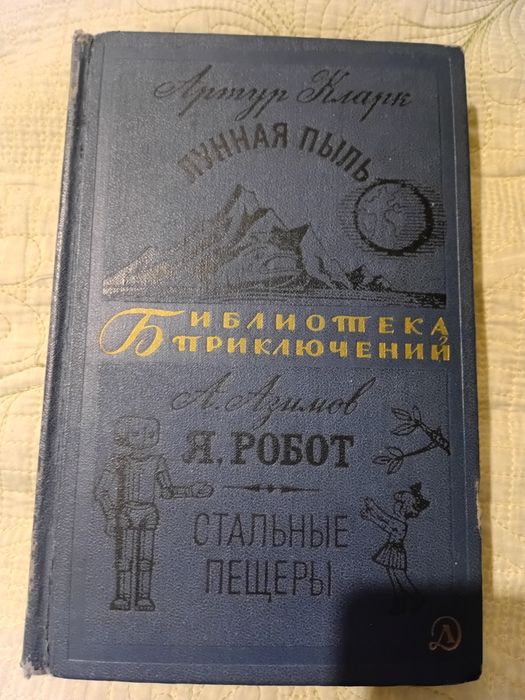 Артур Кларк
ЛУННАЯ ПЫЛЬ
БИБЛИОТЕКА
ПРИКЛЮЧЕНИЙ
А. Азимов
Я, РОБОТ
СТАЛЬНЫЕ
ПЕЩЕРЫ
Д